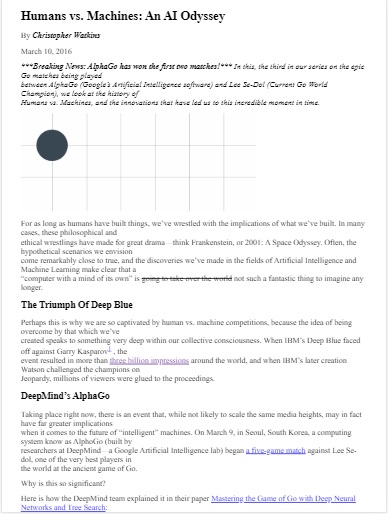 Humans vs. Machines: An AI Odyssey
By Christopher Watkins
March 10, 2016
***Breaking News: AlphaGo has won the first two matches!*** In this, the third in our series on the epic
Go matches being played
between AlphaGo (Google's Artificial Intelligence software) and Lee Se-Dol (Current Go World
Champion), we look at the history of
Humans vs. Machines, and the innovations that have led us to this incredible moment in time.
For as long as humans have built things, we've wrestled with the implications of what we've built. In many
cases, these philosophical and
ethical wrestlings have made for great drama—think Frankenstein, or 2001: A Space Odyssey. Often, the
hypothetical scenarios we envision
come remarkably close to true, and the discoveries we've made in the fields of Artificial Intelligence and
Machine Learning make clear that a
“computer with a mind of its own” is going to take over the world not such a fantastic thing to imagine any
longer.
The Triumph Of Deep Blue
Perhaps this is why we are so captivated by human vs. machine competitions, because the idea of being
overcome by that which we've
created speaks to something very deep within our collective consciousness. When IBM's Deep Blue faced
off against Garry Kasparov1, the
event resulted in more than three billion impressions around the world, and when IBM's later creation
Watson challenged the champions on
Jeopardy, millions of viewers were glued to the proceedings.
DeepMind's AlphaGo
Taking place right now, there is an event that, while not likely to scale the same media heights, may in fact
have far greater implications
when it comes to the future of “intelligent” machines. On March 9, in Seoul, South Korea, a computing
system know as AlphoGo (built by
researchers at DeepMind—a Google Artificial Intelligence lab) began a five-game match against Lee Se-
dol, one of the very best players in
the world at the ancient game of Go.
Why is this so significant?
Here is how the DeepMind team explained it in their paper Mastering the Game of Go with Deep Neural
Networks and Tree Search: